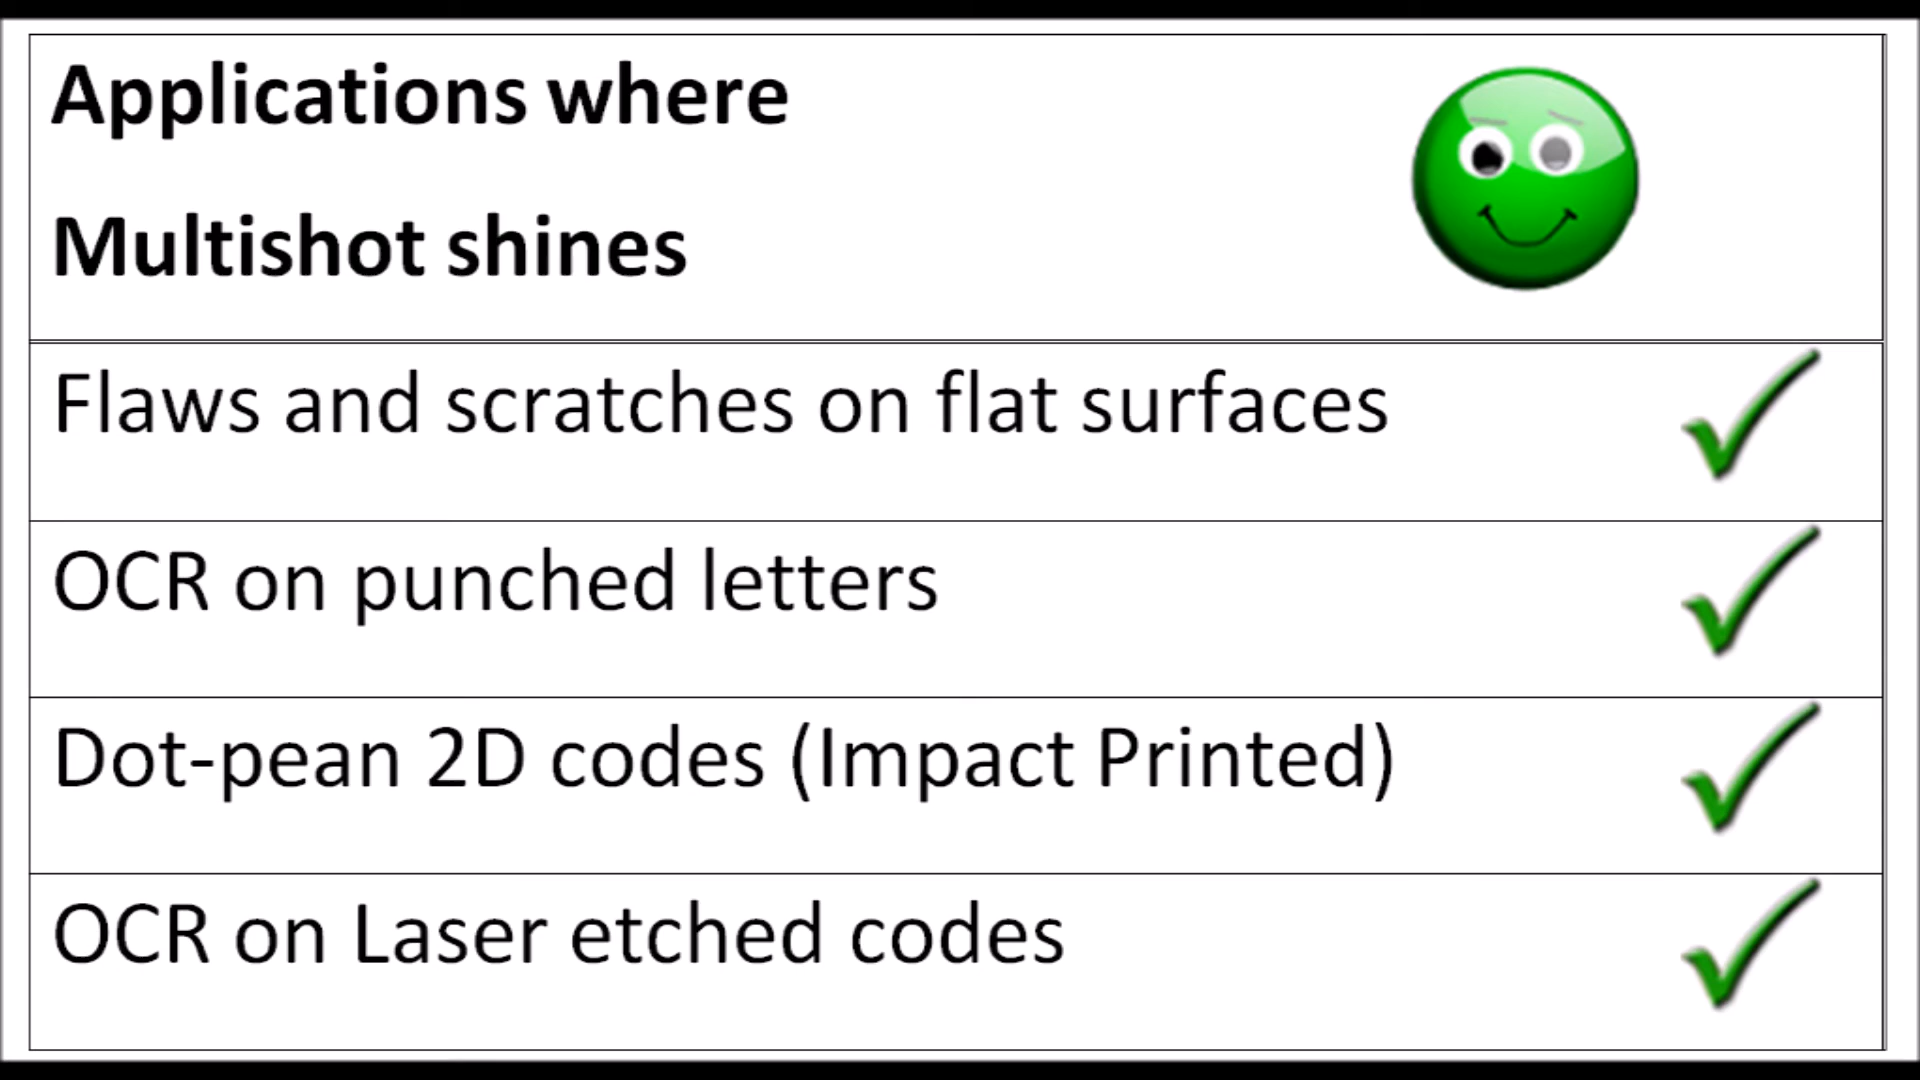 Applications where
Multishot shines
Flaws and scratches on flat surfaces
OCR on punched letters
Dot-pean 2D codes (Impact Printed)
OCR on Laser etched codes